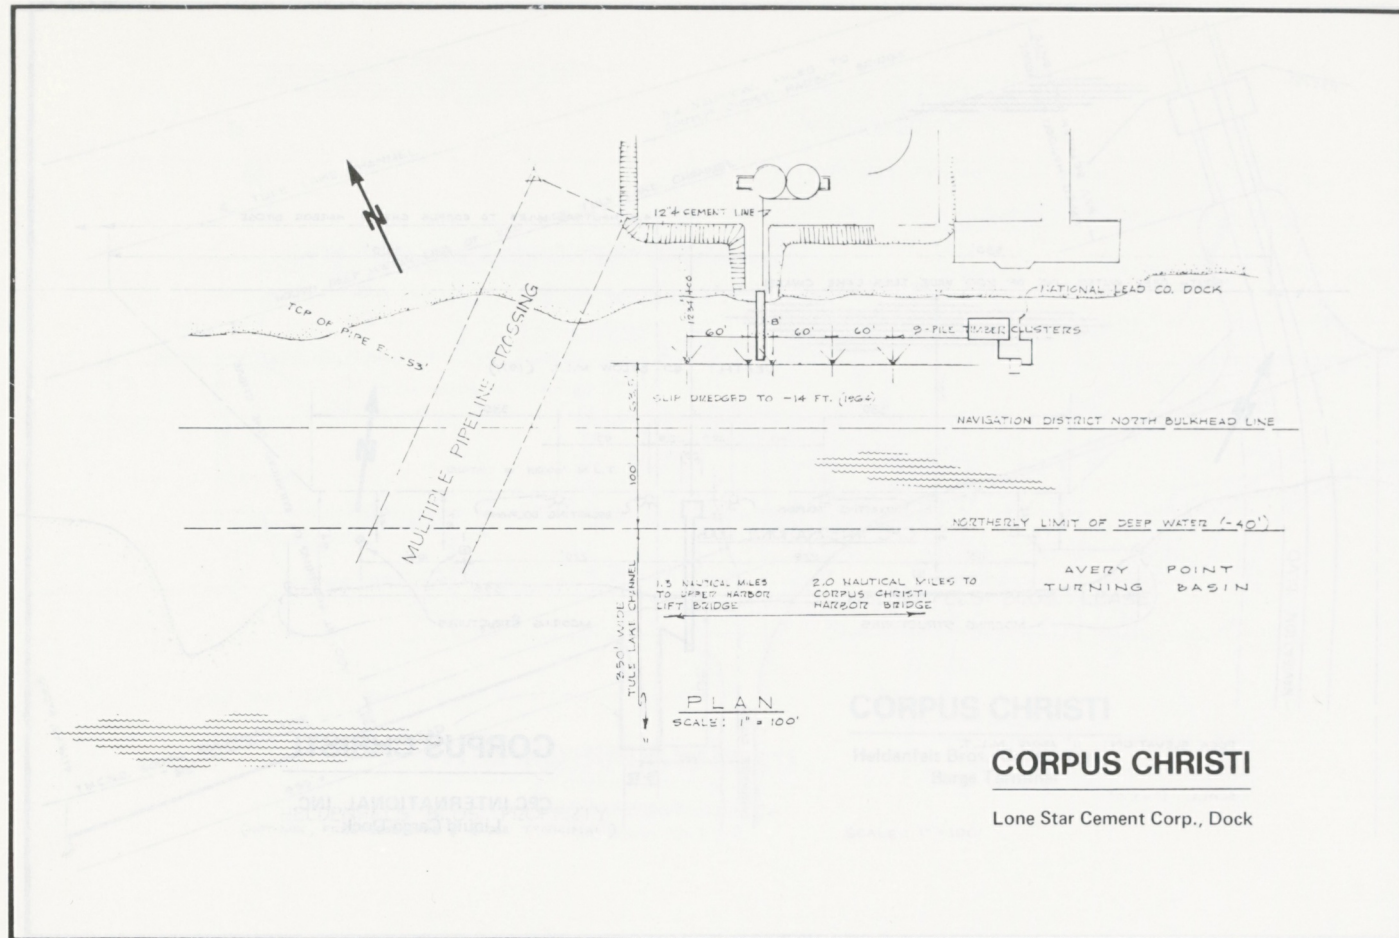 N
12"⌀ CEMENT LINE
TOP OF PIPE EL. -53'
MULTIPLE PIPELINE CROSSING
NATIONAL LEAD CO. DOCK
60'
8'
60'
60'
9-PILE TIMBER CLUSTERS
SLIP DREDGED TO -14 FT. (1964)
NAVIGATION DISTRICT NORTH BULKHEAD LINE
100'
NORTHERLY LIMIT OF DEEP WATER (-40')
AVERY POINT
TURNING BASIN
1.3 NAUTICAL MILES
TO UPPER HARBOR
LIFT BRIDGE
2.0 NAUTICAL MILES TO
CORPUS CHRISTI
HARBOR BRIDGE
350' WIDE
TULE LAKE CHANNEL
PLAN
SCALE: 1" = 100'
CORPUS CHRISTI
Lone Star Cement Corp., Dock